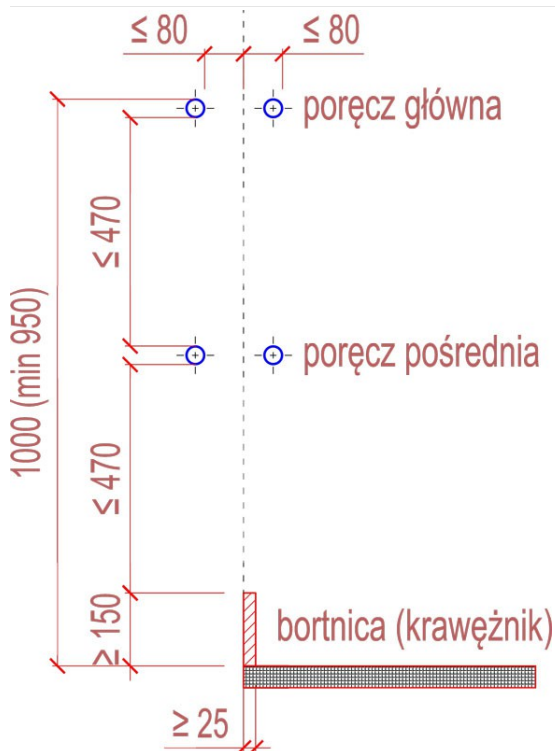 ≤ 80
≤ 80
poręcz główna
≤ 470
1000 (min 950)
poręcz pośrednia
≤ 470
≥ 150
bortnica (krawężnik)
≥ 25